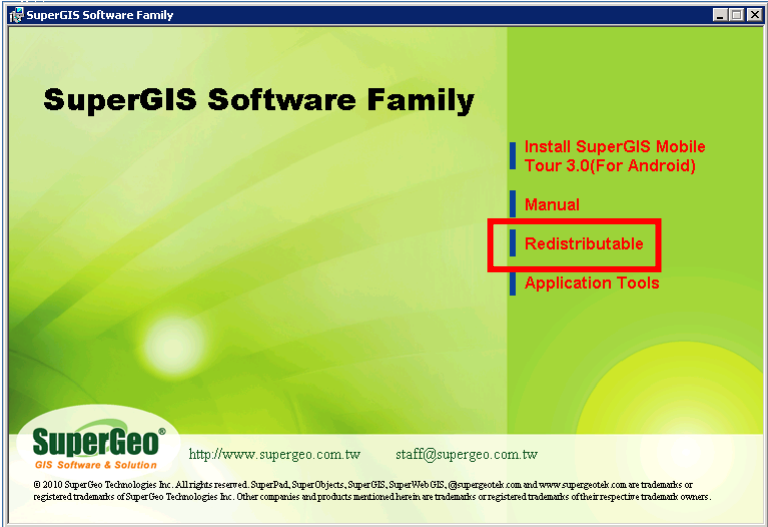 SuperGIS Software Family
SuperGIS Software Family
Install SuperGIS Mobile
Tour 3.0(For Android)
Manual
Redistributable
Application Tools
SuperGeo®
GIS Software & Solution
http://www.supergeo.com.tw staff@supergeo.com.tw
© 2010 SuperGeo Technologies Inc. All rights reserved. SuperPad, SuperObjects, SuperGIS, SuperWebGIS, @supergeotek.com and www.supergeotek.com are trademarks or
registered trademarks of SuperGeo Technologies Inc. Other companies and products mentioned herein are trademarks or registered trademarks of their respective trademark owners.